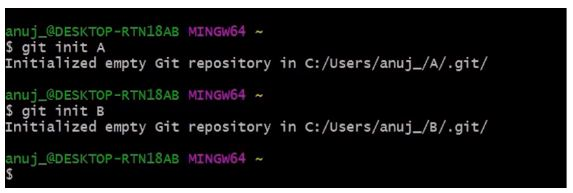 anuj_@DESKTOP-RTN18AB MINGW64 ~
$ git init A
Initialized empty Git repository in C:/Users/anuj_/A/.git/
anuj_@DESKTOP-RTN18AB MINGW64 ~
$ git init B
Initialized empty Git repository in C:/Users/anuj_/B/.git/
anuj_@DESKTOP-RTN18AB MINGW64 ~
$